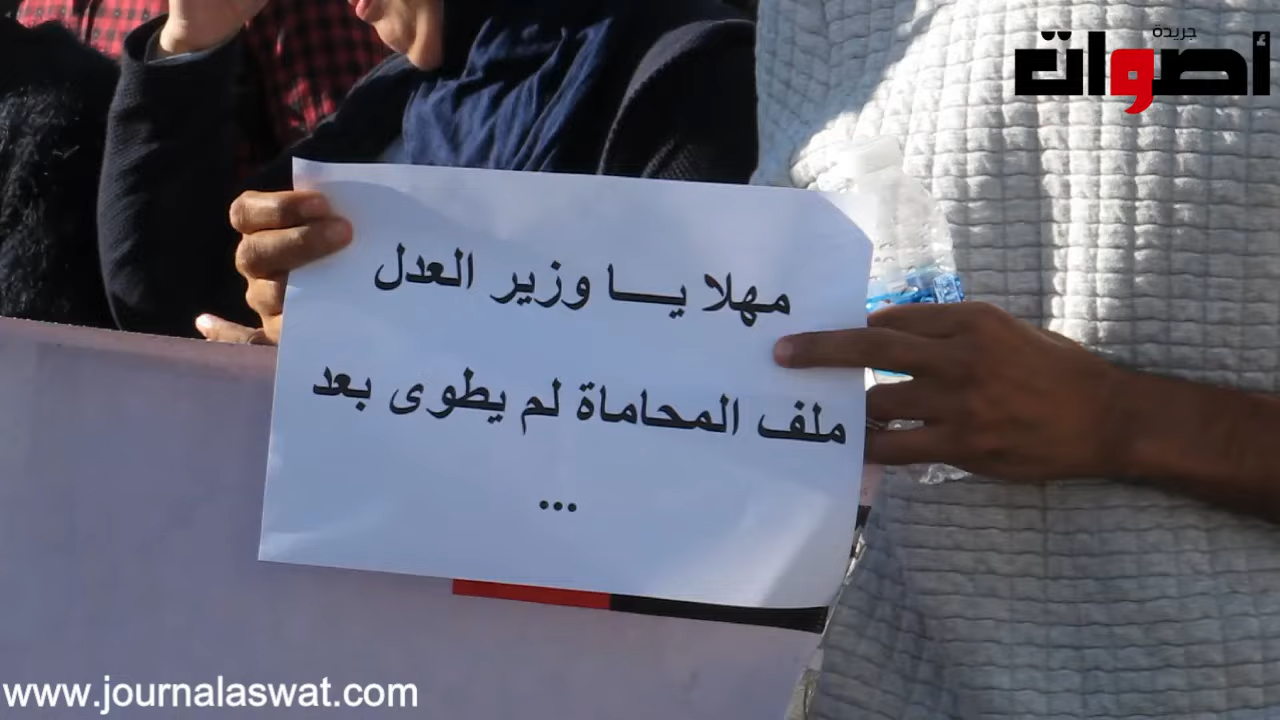 جريدة
أصوات
مهلا يا وزير العدل
ملف المحاماة لم يطوى بعد
...
www.journalaswat.com